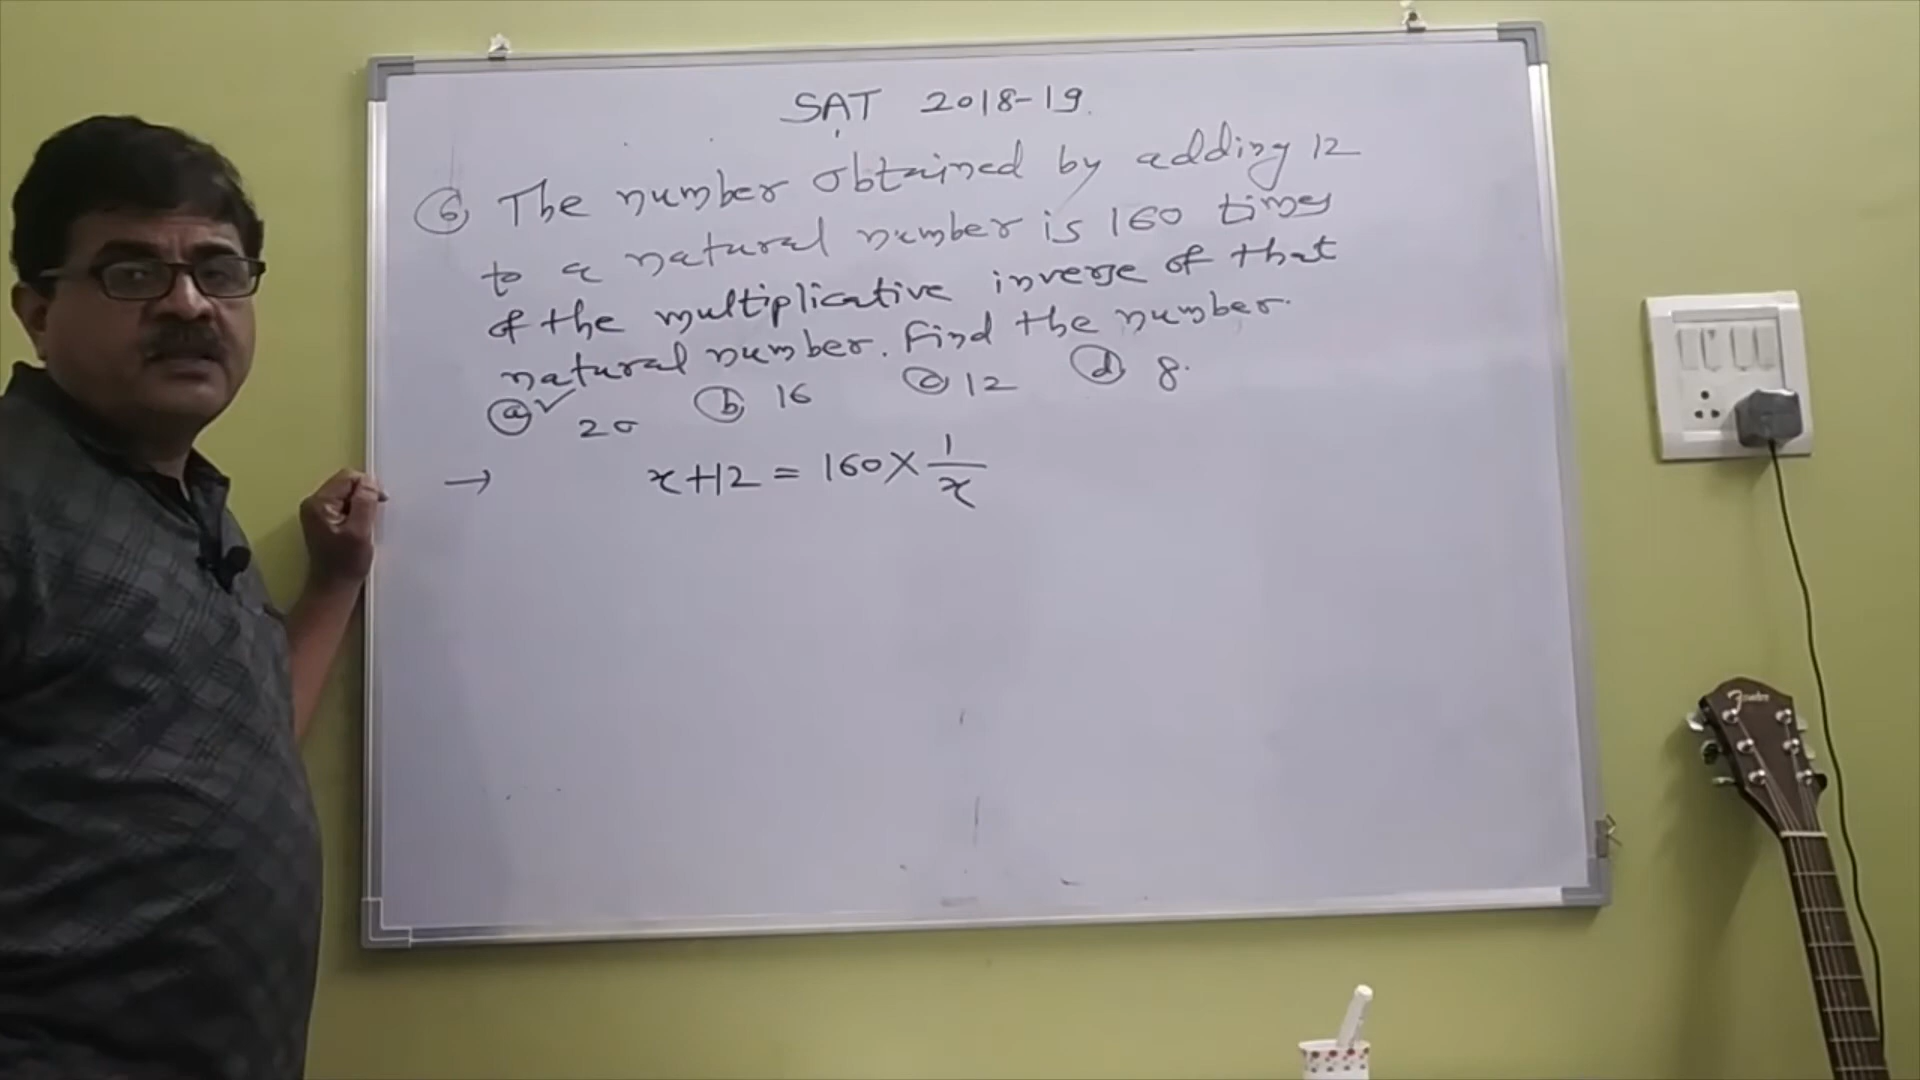 SAT 2018-19.
6 The number obtained by adding 12
to a natural number is 160 times
of the multiplicative inverse of that
natural number. Find the number.
a ✓ 20 b 16 c 12 d 8.
→ x+12 = 160 × 1/x
Fender